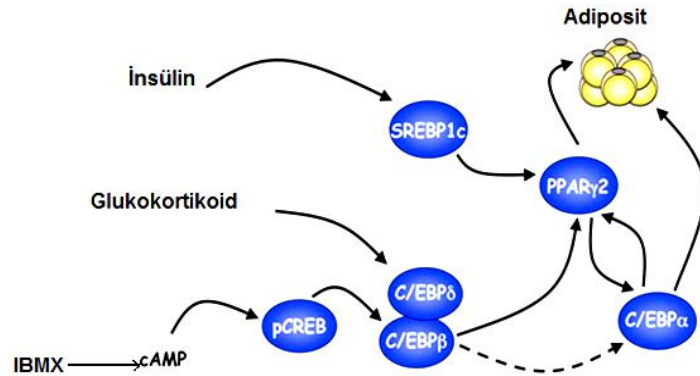 Adiposit
İnsülin
SREBP1c
PPARγ2
Glukokortikoid
C/EBPδ
pCREB
C/EBPβ
C/EBPα
IBMX
cAMP